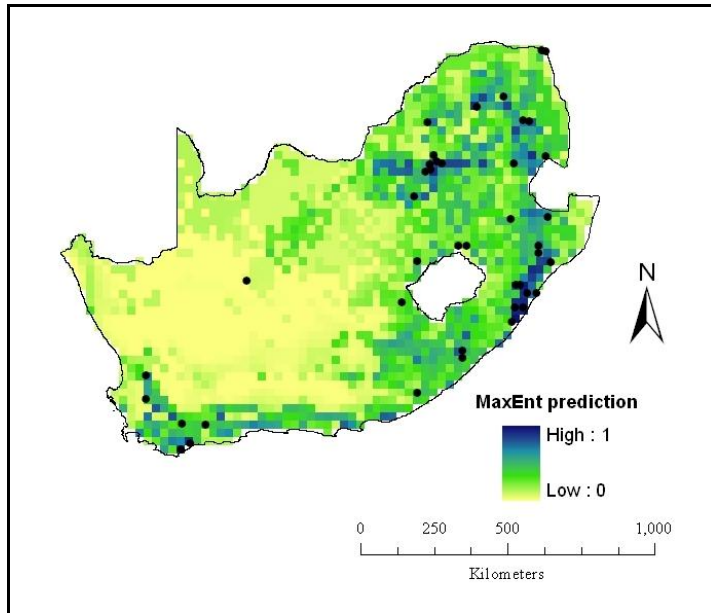 N
MaxEnt prediction
High : 1
Low : 0
0 250 500 1,000
Kilometers